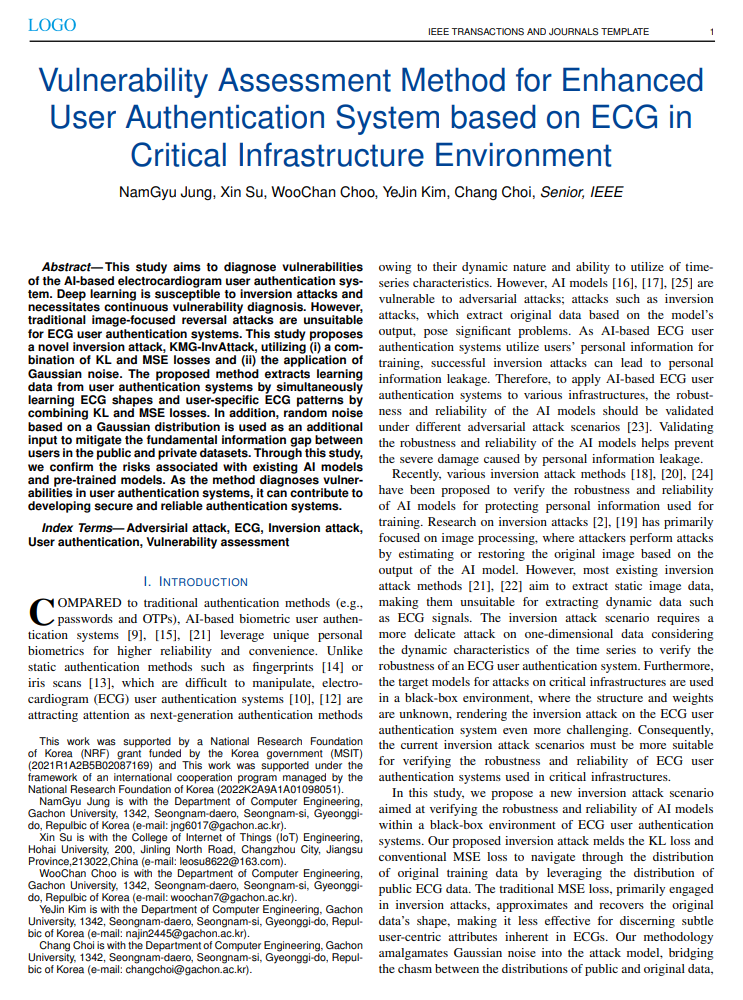 LOGO
IEEE TRANSACTIONS AND JOURNALS TEMPLATE 1
Vulnerability Assessment Method for Enhanced
User Authentication System based on ECG in
Critical Infrastructure Environment
NamGyu Jung, Xin Su, WooChan Choo, YeJin Kim, Chang Choi, Senior, IEEE
Abstract—This study aims to diagnose vulnerabilities
of the AI-based electrocardiogram user authentication sys-
tem. Deep learning is susceptible to inversion attacks and
necessitates continuous vulnerability diagnosis. However,
traditional image-focused reversal attacks are unsuitable
for ECG user authentication systems. This study proposes
a novel inversion attack, KMG-InvAttack, utilizing (i) a com-
bination of KL and MSE losses and (ii) the application of
Gaussian noise. The proposed method extracts learning
data from user authentication systems by simultaneously
learning ECG shapes and user-specific ECG patterns by
combining KL and MSE losses. In addition, random noise
based on a Gaussian distribution is used as an additional
input to mitigate the fundamental information gap between
users in the public and private datasets. Through this study,
we confirm the risks associated with existing AI models
and pre-trained models. As the method diagnoses vulner-
abilities in user authentication systems, it can contribute to
developing secure and reliable authentication systems.
Index Terms—Adversirial attack, ECG, Inversion attack,
User authentication, Vulnerability assessment
I. INTRODUCTION
COMPARED to traditional authentication methods (e.g.,
passwords and OTPs), AI-based biometric user authen-
tication systems [9], [15], [21] leverage unique personal
biometrics for higher reliability and convenience. Unlike
static authentication methods such as fingerprints [14] or
iris scans [13], which are difficult to manipulate, electro-
cardiogram (ECG) user authentication systems [10], [12] are
attracting attention as next-generation authentication methods
This work was supported by a National Research Foundation
of Korea (NRF) grant funded by the Korea government (MSIT)
(2021R1A2B5B02087169) and This work was supported under the
framework of an international cooperation program managed by the
National Research Foundation of Korea (2022K2A9A1A01098051).
NamGyu Jung is with the Department of Computer Engineering,
Gachon University, 1342, Seongnam-daero, Seongnam-si, Gyeonggi-
do, Repulbic of Korea (e-mail: jng6017@gachon.ac.kr).
Xin Su is with the College of Internet of Things (IoT) Engineering,
Hohai University, 200, Jinling North Road, Changzhou City, Jiangsu
Province,213022,China (e-mail: leosu8622@163.com).
WooChan Choo is with the Department of Computer Engineering,
Gachon University, 1342, Seongnam-daero, Seongnam-si, Gyeonggi-
do, Repulbic of Korea (e-mail: woochan7@gachon.ac.kr).
YeJin Kim is with the Department of Computer Engineering, Gachon
University, 1342, Seongnam-daero, Seongnam-si, Gyeonggi-do, Repul-
bic of Korea (e-mail: najin2445@gachon.ac.kr).
Chang Choi is with the Department of Computer Engineering, Gachon
University, 1342, Seongnam-daero, Seongnam-si, Gyeonggi-do, Repul-
bic of Korea (e-mail: changchoi@gachon.ac.kr).
owing to their dynamic nature and ability to utilize of time-
series characteristics. However, AI models [16], [17], [25] are
vulnerable to adversarial attacks; attacks such as inversion
attacks, which extract original data based on the model's
output, pose significant problems. As AI-based ECG user
authentication systems utilize users' personal information for
training, successful inversion attacks can lead to personal
information leakage. Therefore, to apply AI-based ECG user
authentication systems to various infrastructures, the robust-
ness and reliability of the AI models should be validated
under different adversarial attack scenarios [23]. Validating
the robustness and reliability of the AI models helps prevent
the severe damage caused by personal information leakage.
Recently, various inversion attack methods [18], [20], [24]
have been proposed to verify the robustness and reliability
of AI models for protecting personal information used for
training. Research on inversion attacks [2], [19] has primarily
focused on image processing, where attackers perform attacks
by estimating or restoring the original image based on the
output of the AI model. However, most existing inversion
attack methods [21], [22] aim to extract static image data,
making them unsuitable for extracting dynamic data such
as ECG signals. The inversion attack scenario requires a
more delicate attack on one-dimensional data considering
the dynamic characteristics of the time series to verify the
robustness of an ECG user authentication system. Furthermore,
the target models for attacks on critical infrastructures are used
in a black-box environment, where the structure and weights
are unknown, rendering the inversion attack on the ECG user
authentication system even more challenging. Consequently,
the current inversion attack scenarios must be more suitable
for verifying the robustness and reliability of ECG user
authentication systems used in critical infrastructures.
In this study, we propose a new inversion attack scenario
aimed at verifying the robustness and reliability of AI models
within a black-box environment of ECG user authentication
systems. Our proposed inversion attack melds the KL loss and
conventional MSE loss to navigate through the distribution
of original training data by leveraging the distribution of
public ECG data. The traditional MSE loss, primarily engaged
in inversion attacks, approximates and recovers the original
data's shape, making it less effective for discerning subtle
user-centric attributes inherent in ECGs. Our methodology
amalgamates Gaussian noise into the attack model, bridging
the chasm between the distributions of public and original data,